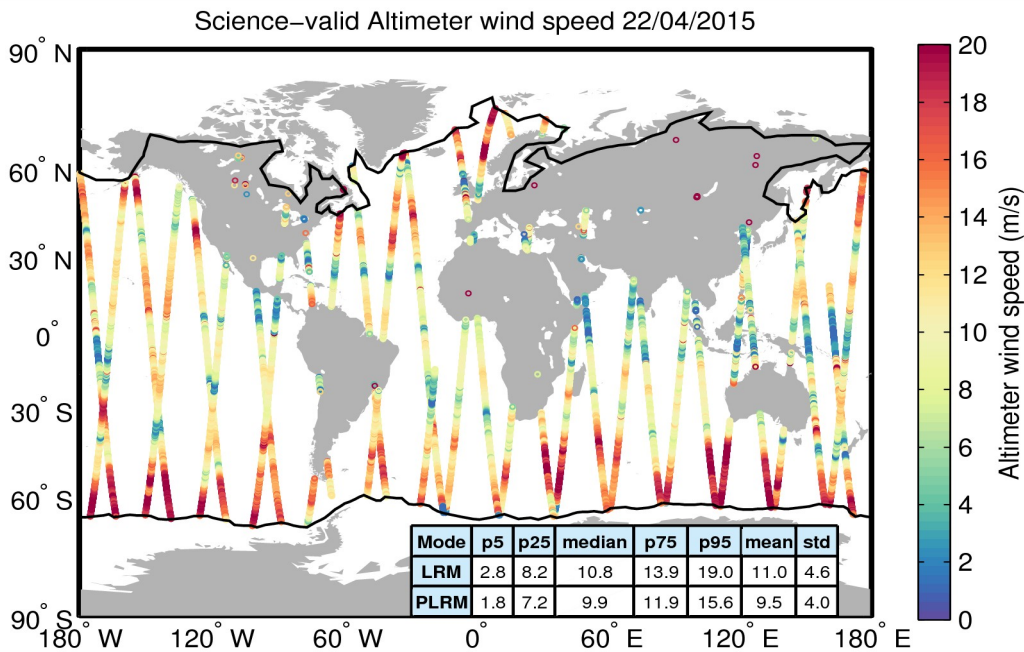 Science−valid Altimeter wind speed 22/04/2015
90° N
60° N
30° N
0°
30° S
60° S
90° S
180° W
120° W
60° W
0°
60° E
120° E
180° E
Mode p5 p25 median p75 p95 mean std
LRM 2.8 8.2 10.8 13.9 19.0 11.0 4.6
PLRM 1.8 7.2 9.9 11.9 15.6 9.5 4.0
20
18
16
14
12
10
8
6
4
2
0
Altimeter wind speed (m/s)